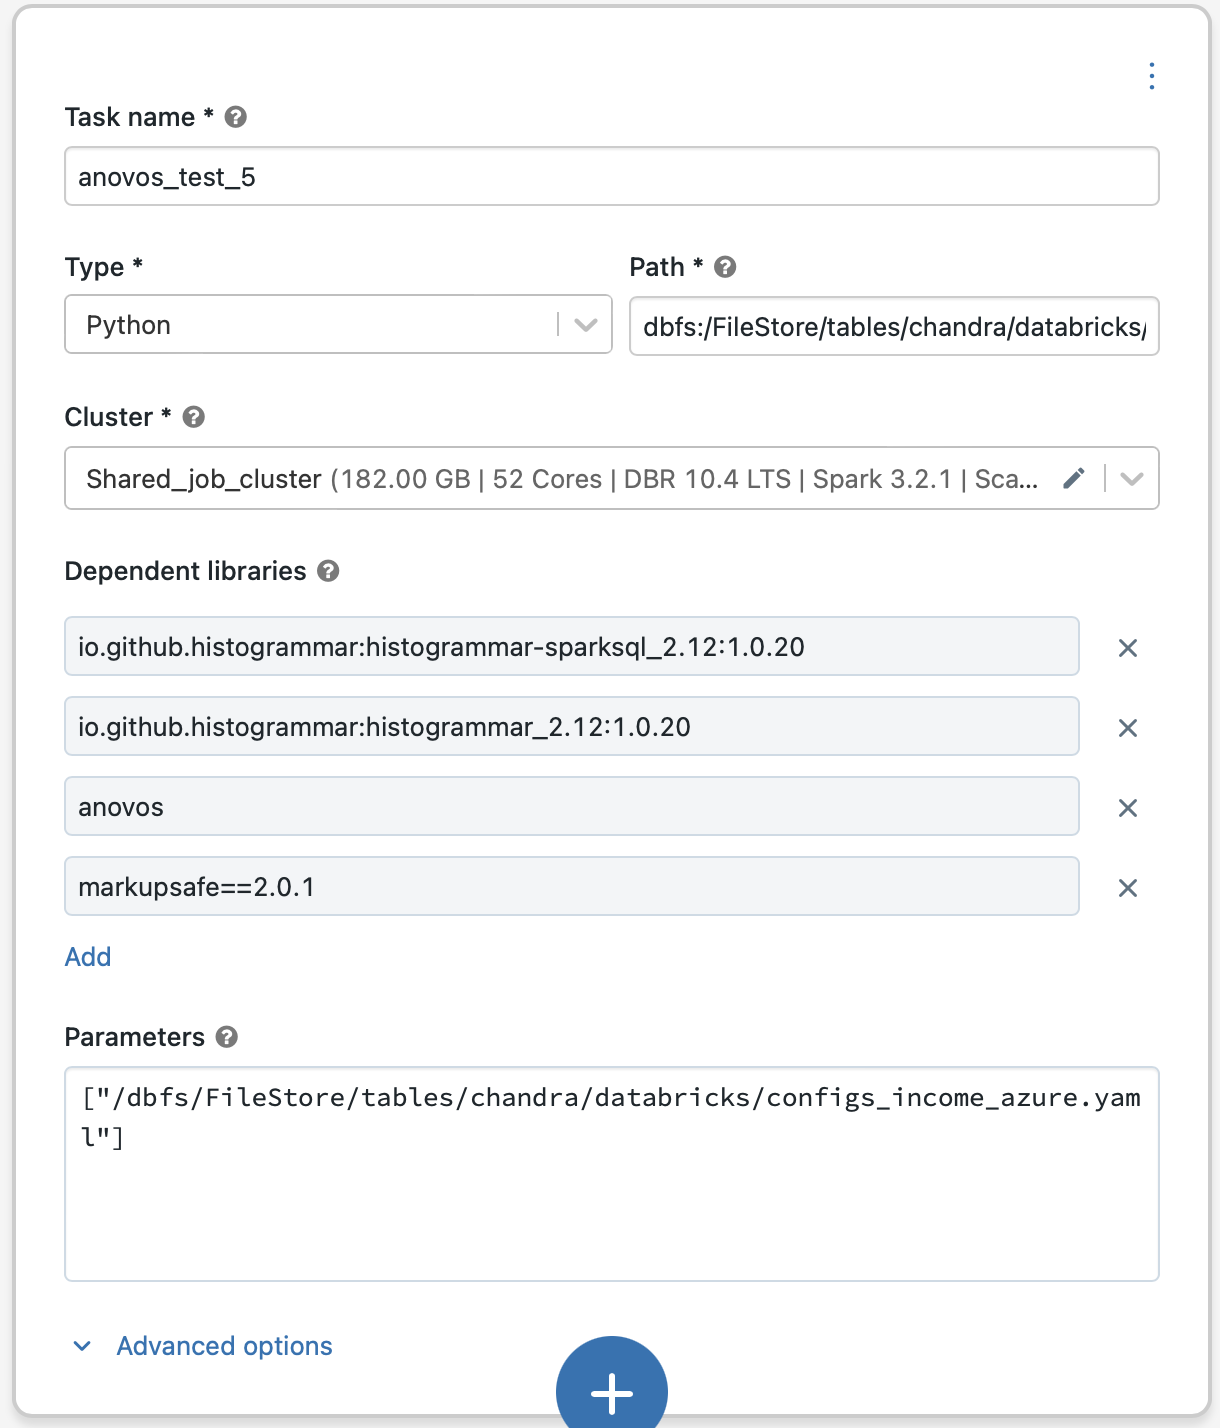 Task name *
anovos_test_5
Type *
Path *
Python
dbfs:/FileStore/tables/chandra/databricks/
Cluster *
Shared_job_cluster (182.00 GB | 52 Cores | DBR 10.4 LTS | Spark 3.2.1 | Sca...
Dependent libraries
io.github.histogrammar:histogrammar-sparksql_2.12:1.0.20
io.github.histogrammar:histogrammar_2.12:1.0.20
anovos
markupsafe==2.0.1
Add
Parameters
["/dbfs/FileStore/tables/chandra/databricks/configs_income_azure.yam
l"]
Advanced options